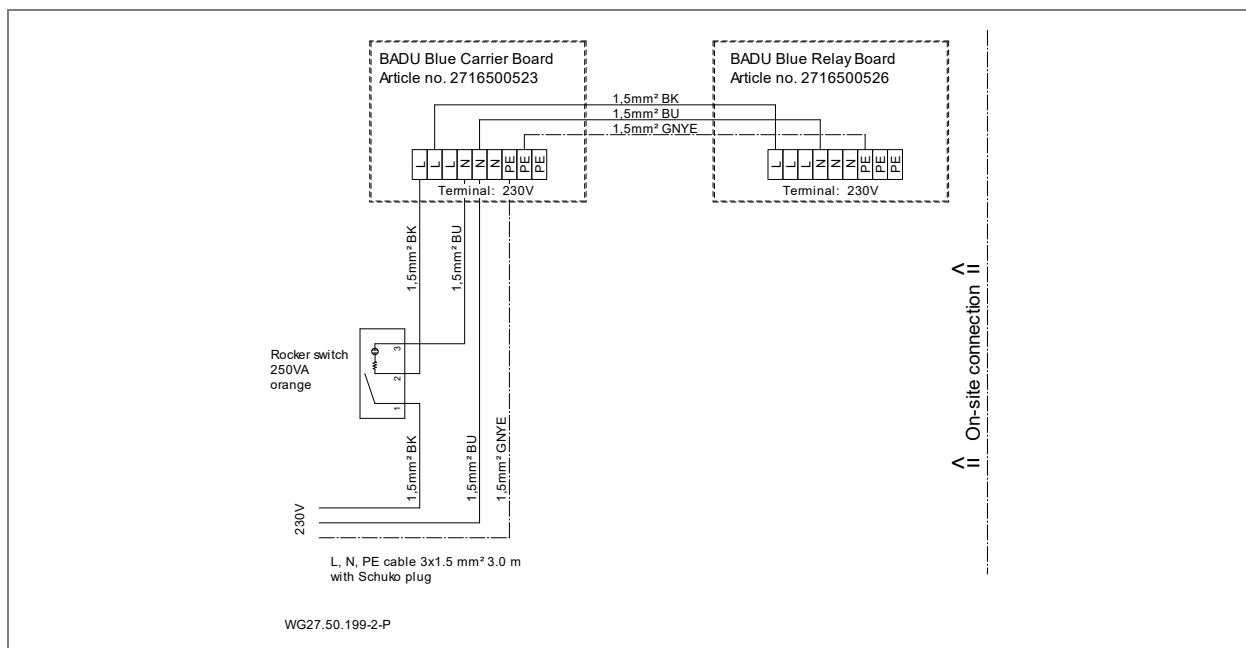 BADU Blue Carrier Board
Article no. 2716500523
BADU Blue Relay Board
Article no. 2716500526
1,5mm² BK
1,5mm² BU
1,5mm² GNYE
L L L N N N PE PE PE
Terminal: 230V
L L L N N N PE PE PE
Terminal: 230V
1,5mm² BK
1,5mm² BU
Rocker switch
250VA
orange
3
2
1
1,5mm² BK
1,5mm² BU
1,5mm² GNYE
230V
L, N, PE cable 3x1.5 mm² 3.0 m
with Schuko plug
<= On-site connection <=
WG27.50.199-2-P